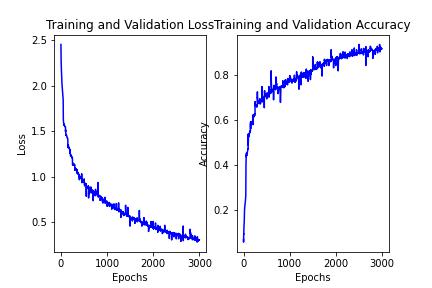 Training and Validation Loss
2.5
2.0
1.5
1.0
0.5
Loss
0
1000
2000
3000
Epochs
Training and Validation Accuracy
0.8
0.6
0.4
0.2
Accuracy
0
1000
2000
3000
Epochs